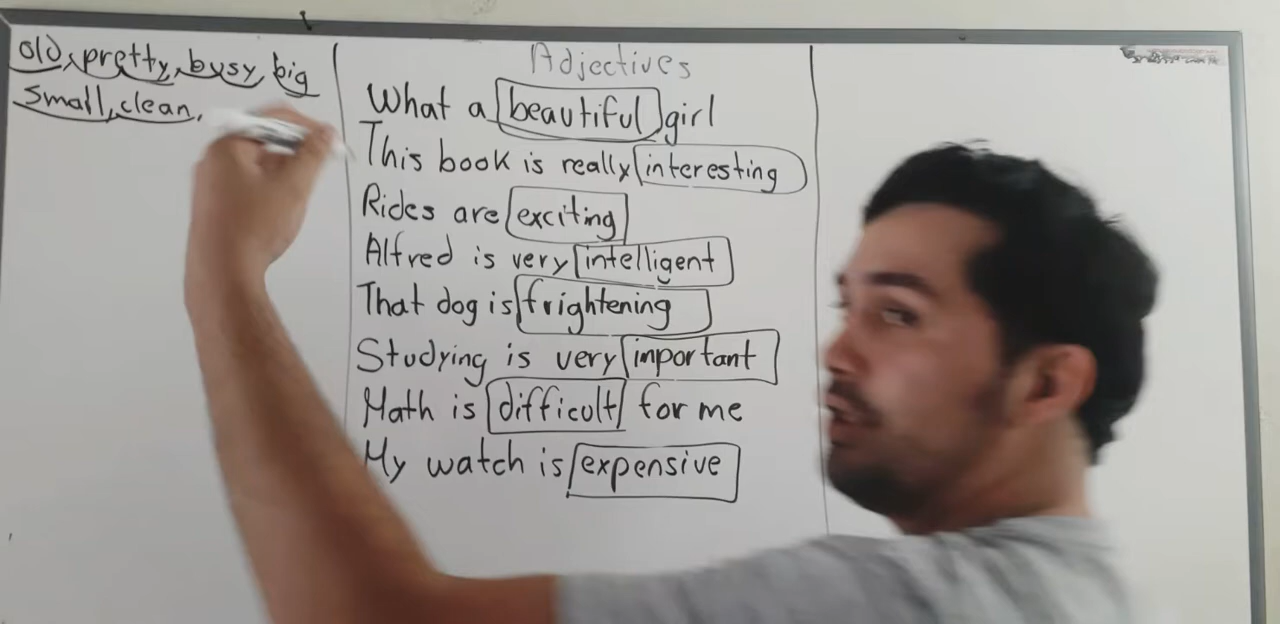 old, pretty, busy, big
small, clean,
Adjectives
What a beautiful girl
This book is really interesting
Rides are exciting
Alfred is very intelligent
That dog is frightening
Studying is very important
Math is difficult for me
My watch is expensive